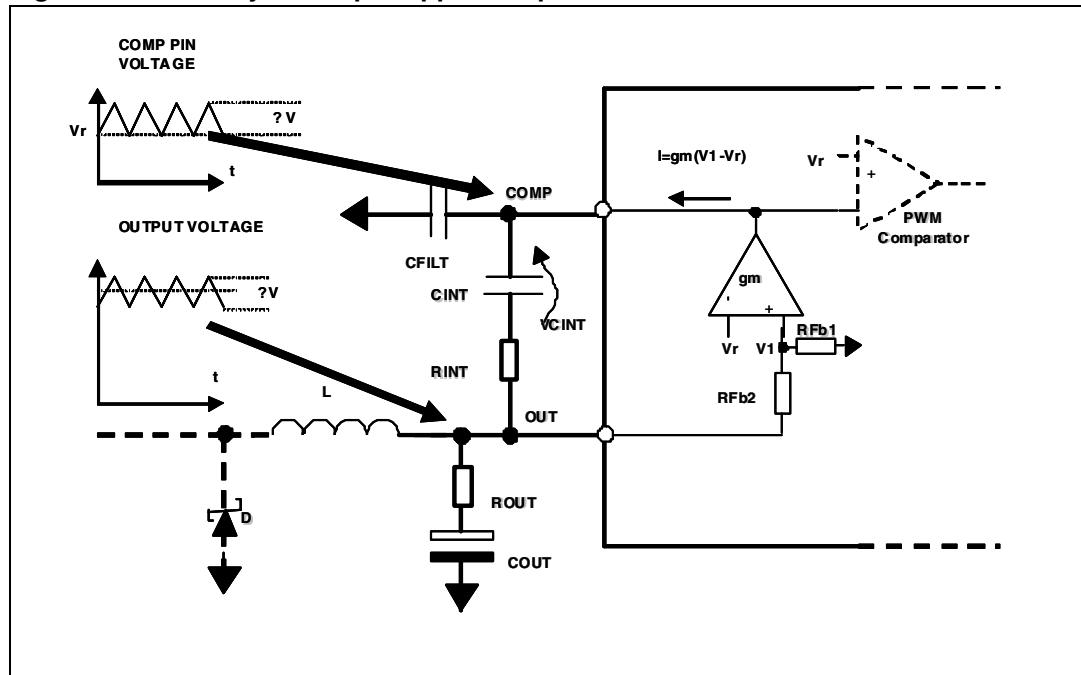 COMP PIN
VOLTAGE
Vr
? V
t
OUTPUT VOLTAGE
?V
t
CFILT
COMP
CINT
VCINT
RINT
L
OUT
ROUT
COUT
D
I=gm(V1-Vr)
Vr
+
PWM
Comparator
gm
-
+
Vr
V1
RFb1
RFb2